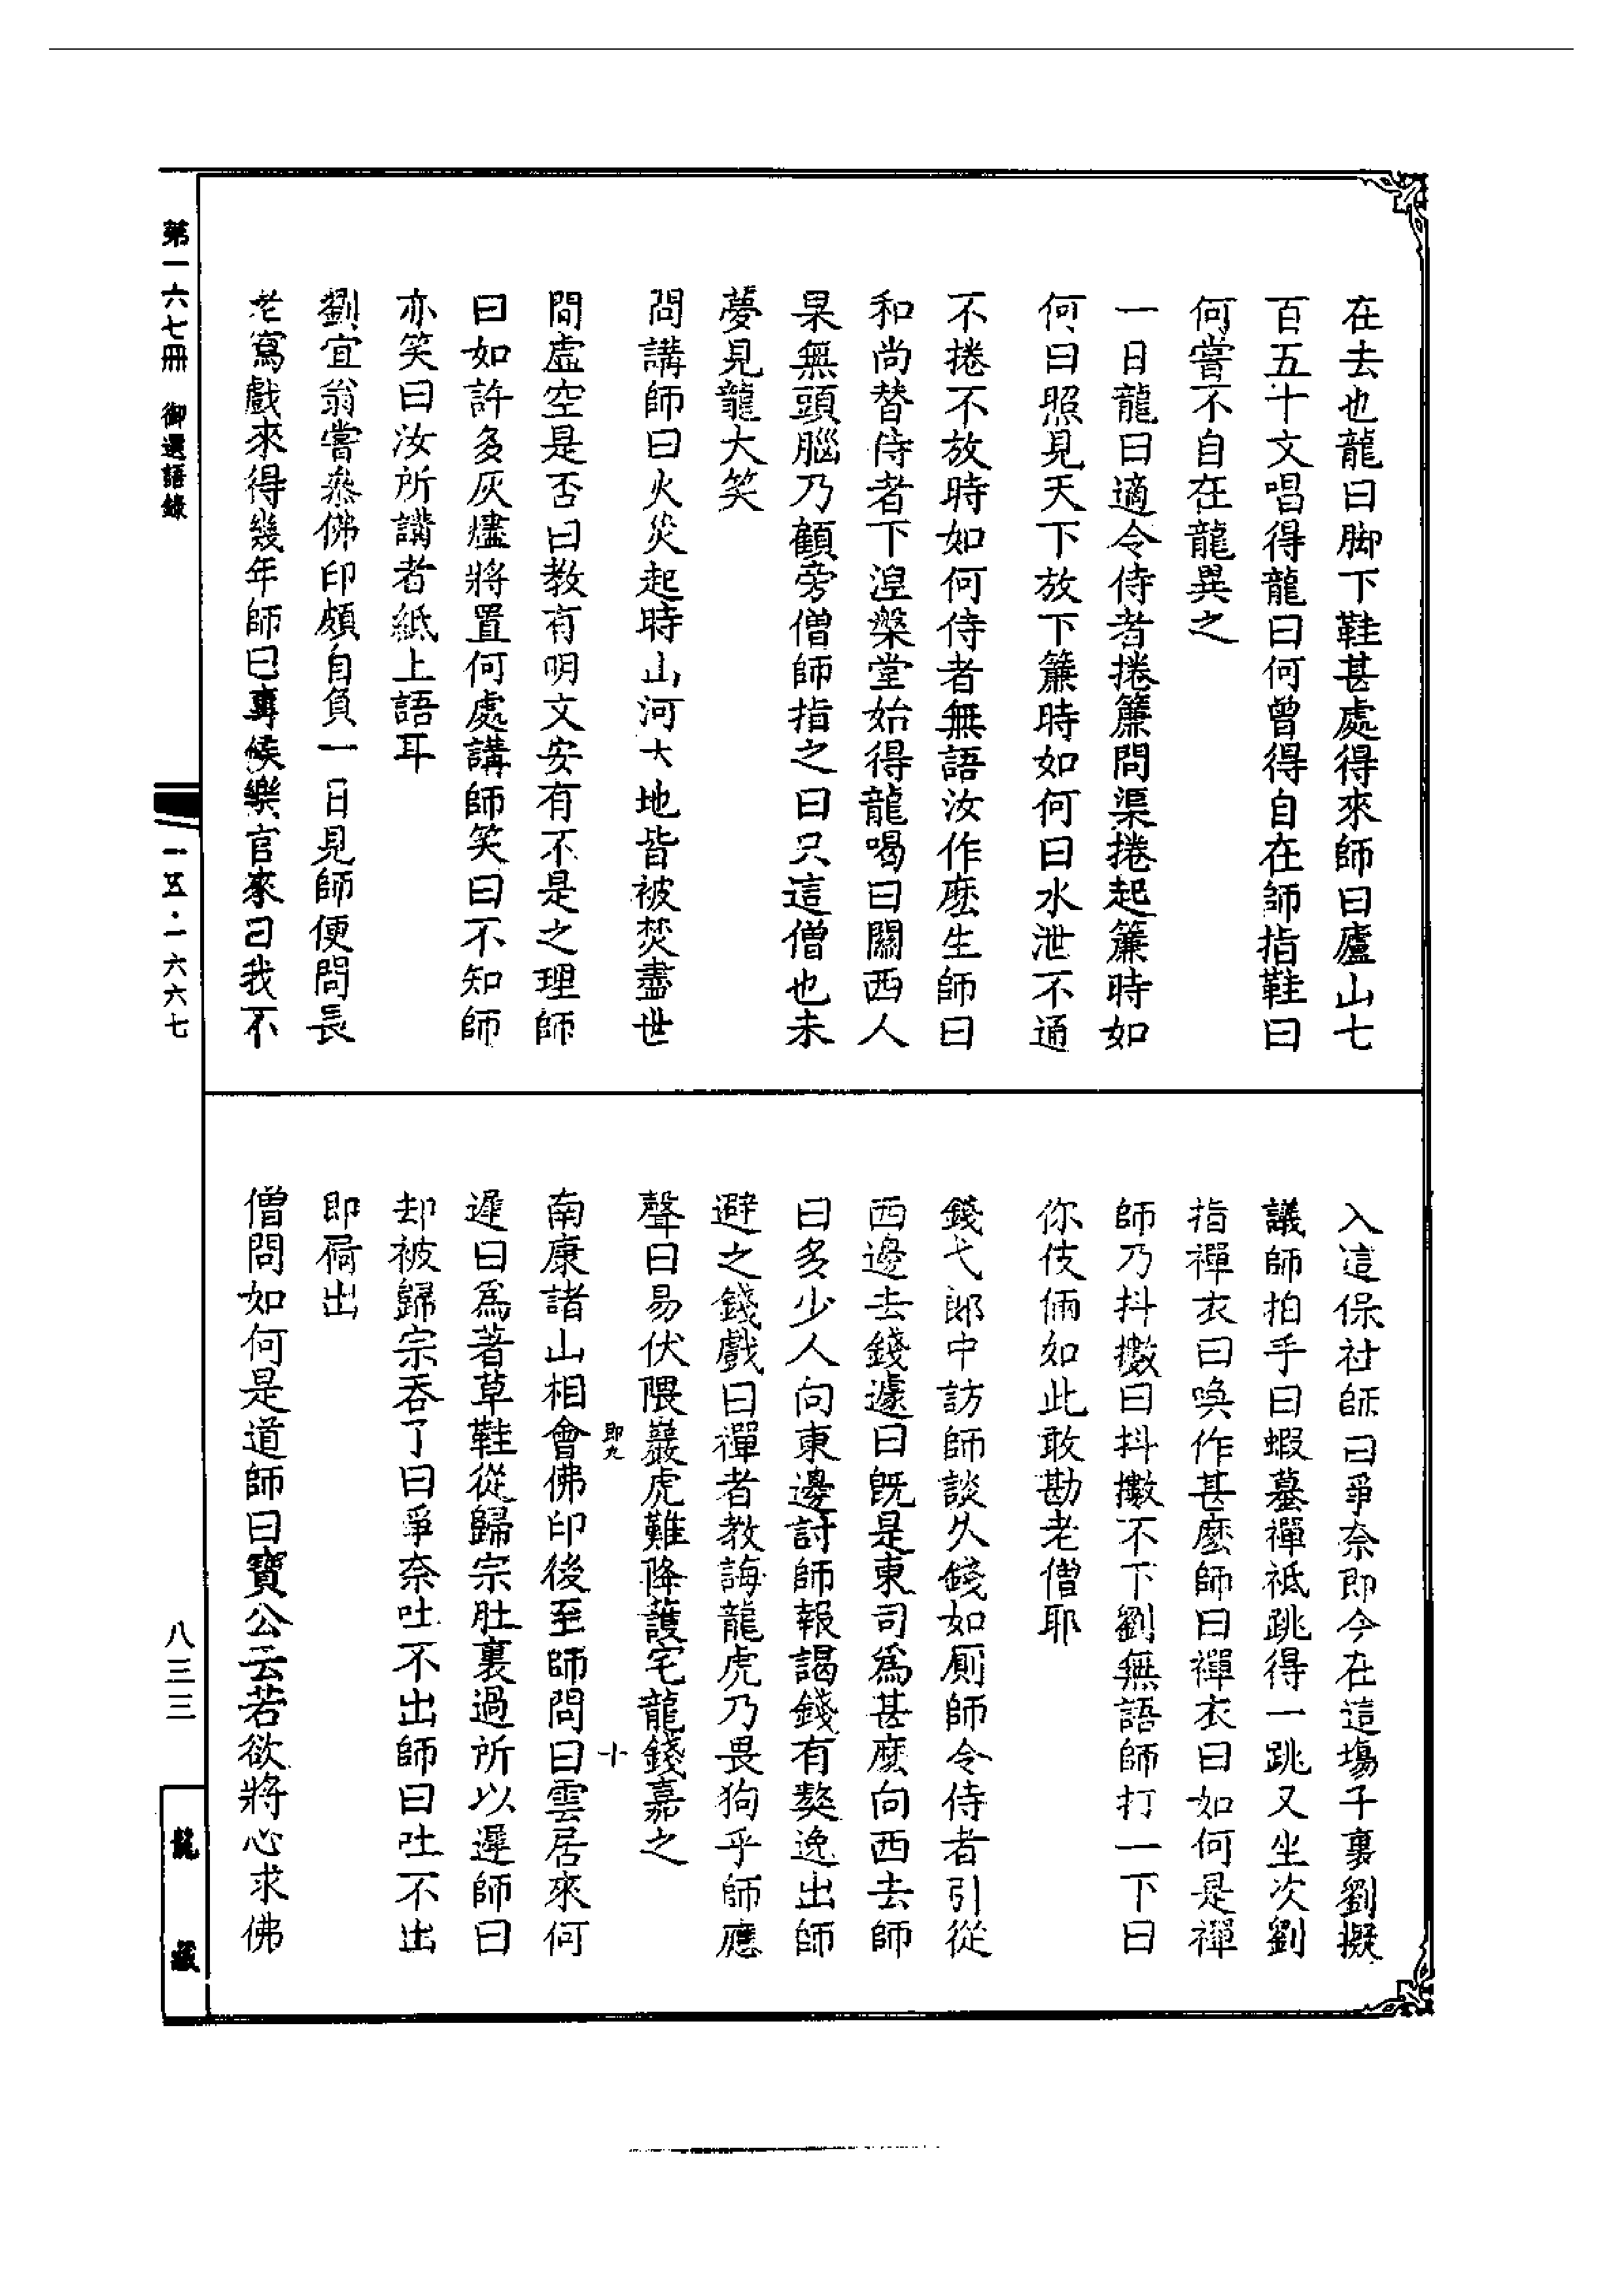 在去也龍曰脚下鞋甚處得來師曰廬山七
百五十文唱得龍曰何曾得自在師指鞋曰
何嘗不自在龍異之
一日龍曰適令侍者捲簾問渠捲起簾時如
何曰照見天下放下簾時如何曰水泄不通
不捲不放時如何侍者無語汝作麽生師曰
和尚替侍者下涅槃堂始得龍喝曰關西人
果無頭腦乃顧旁僧師指之曰只這僧也未
夢見龍大笑
問講師曰火災起時山河大地皆被焚盡世
間虛空是否曰教有明文安有不是之理師
曰如許多灰燼將置何處講師笑曰不知師
亦笑曰汝所講者紙上語耳
劉宜翁嘗叅佛印頗自負一日見師便問長
老寫戲來得幾年師曰專候樂官來曰我不
入這保社師曰爭奈即今在這塲子裏劉擬
議師拍手曰蝦蟇禪祗跳得一跳又坐次劉
指禪衣曰喚作甚麽師曰禪衣曰如何是禪
師乃抖擻曰抖擻不下劉無語師打一下曰
你伎倆如此敢勘老僧耶
錢弋郎中訪師談久錢如厠師令侍者引從
西邊去錢遽曰旣是東司爲甚麽向西去師
曰多少人向東邊討師報謁錢有獒逸出師
避之錢戲曰禪者教誨龍虎乃畏狗乎師應
聲曰易伏隈巖虎難降護宅龍錢嘉之
即九
十
南康諸山相會佛印後至師問曰雲居來何
遲曰爲著草鞋從歸宗肚裏過所以遲師曰
却被歸宗吞了曰爭奈吐不出師曰吐不出
即屙出
僧問如何是道師曰寶公云若欲將心求佛
第一六七冊 御選語錄
一五·一六六七
八三三
龍藏